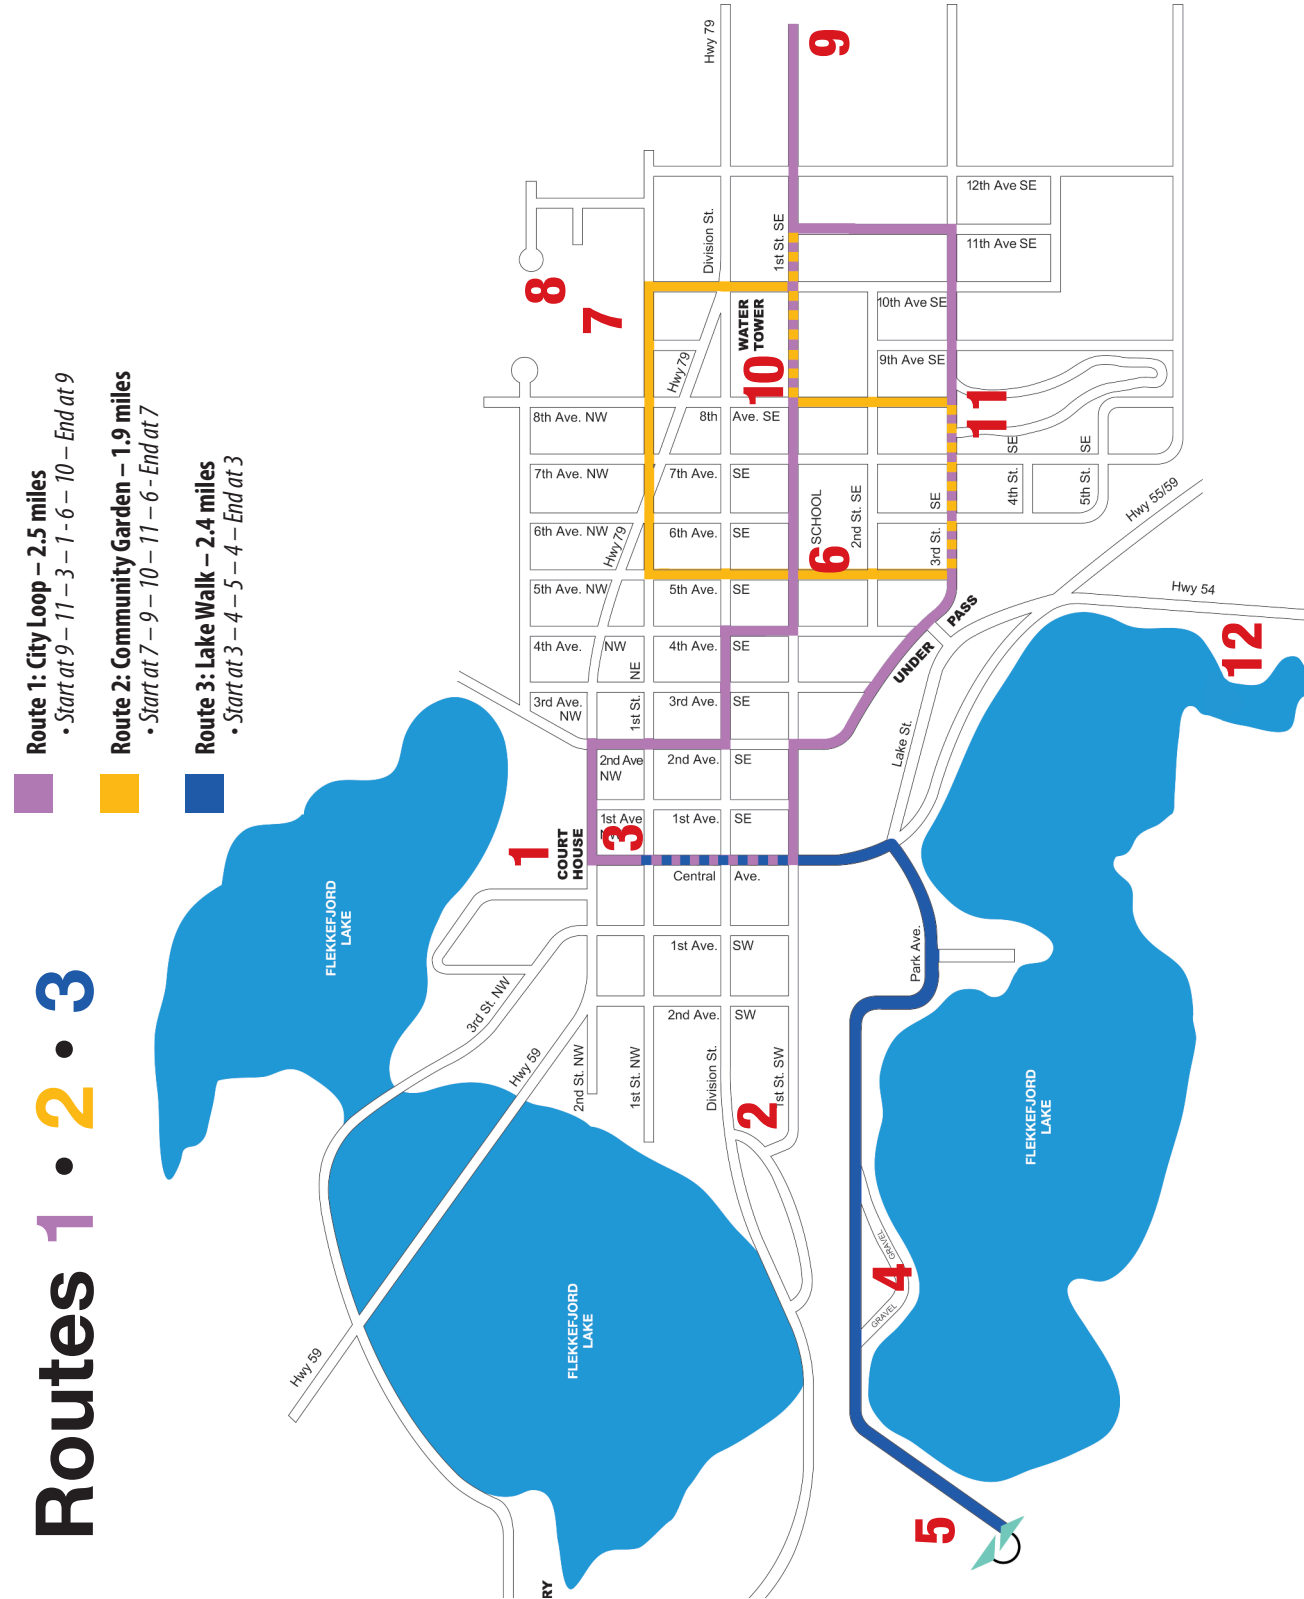 Routes 1 • 2 • 3
Route 1: City Loop – 2.5 miles
• Start at 9 – 11 – 3 – 1 - 6 – 10 – End at 9
Route 2: Community Garden – 1.9 miles
• Start at 7 – 9 – 10 – 11 – 6 - End at 7
Route 3: Lake Walk – 2.4 miles
• Start at 3 – 4 – 5 – 4 – End at 3
FLEKKEFJORD
LAKE
Hwy 59
3rd St. NW
Hwy 59
FLEKKEFJORD
LAKE
1
COURT
HOUSE
8
7
8th Ave. NW
7th Ave. NW
6th Ave. NW
5th Ave. NW
4th Ave.
NW
3rd Ave.
NW
2nd Ave
NW
1st Ave
3
Hwy 79
Hwy 79
1st St.
NE
2nd St. NW
1st St. NW
Division St.
Hwy 79
Division St.
8th
Ave. SE
7th Ave.
SE
6th Ave.
SE
5th Ave.
SE
4th Ave.
SE
3rd Ave.
SE
2nd Ave.
SE
1st Ave.
SE
Central
Ave.
1st Ave.
SW
2nd Ave.
SW
2
1st St. SW
WATER
TOWER
10
1st St. SE
9
SCHOOL
6
2nd St. SE
12th Ave SE
11th Ave SE
10th Ave SE
9th Ave SE
11
3rd St.
SE
4th St.
SE
5th St.
SE
UNDER
PASS
Hwy 55/59
Hwy 54
12
Lake St.
Park Ave.
GRAVEL
4
GRAVEL
FLEKKEFJORD
LAKE
5
RY